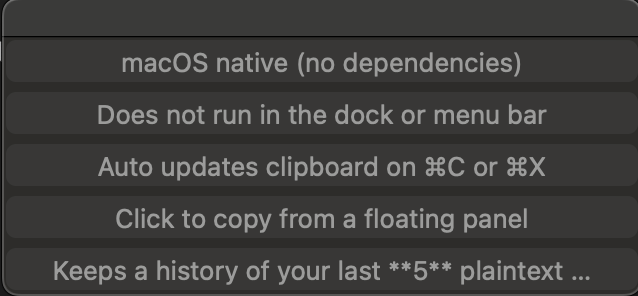 macOS native (no dependencies)
Does not run in the dock or menu bar
Auto updates clipboard on ⌘C or ⌘X
Click to copy from a floating panel
Keeps a history of your last **5** plaintext ...